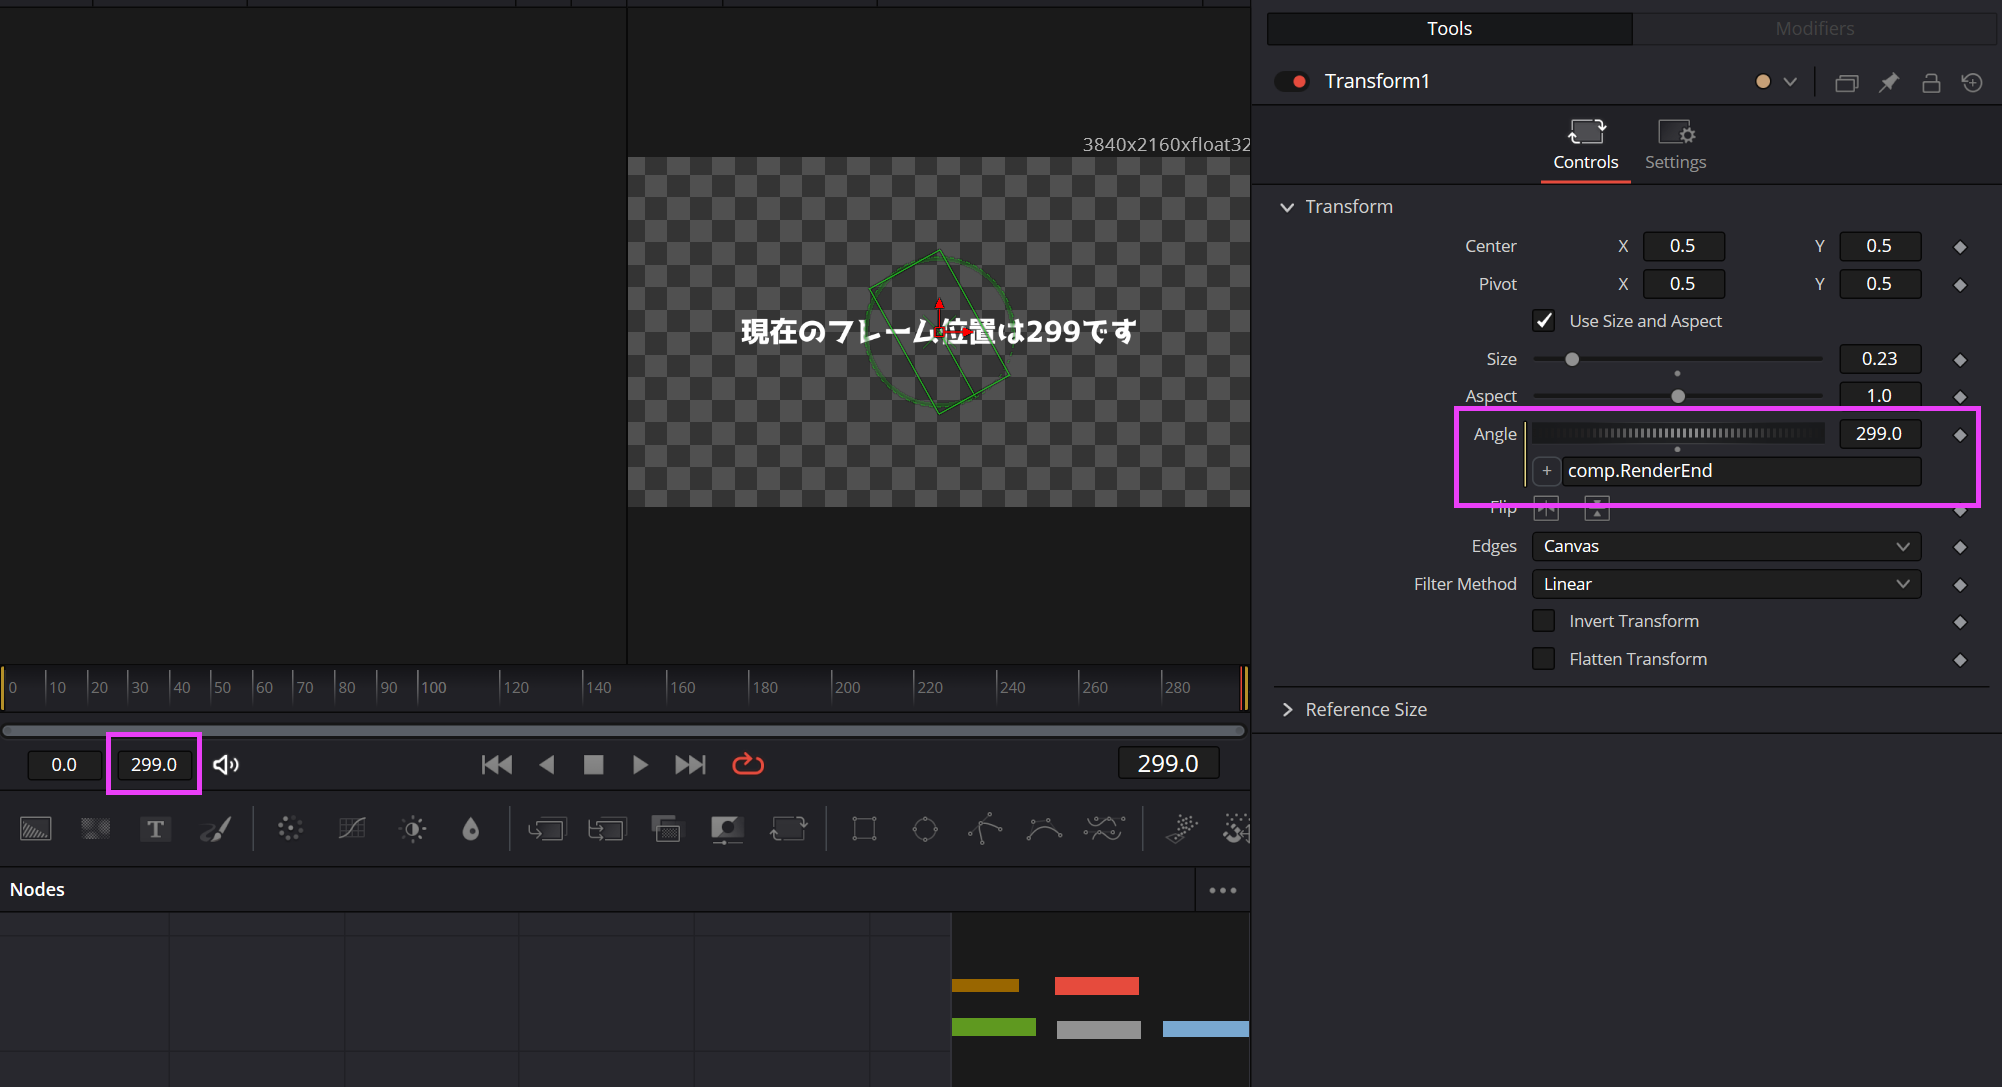 Tools
Modifiers
Transform1
3840x2160xfloat32
Controls
Settings
Transform
Center X 0.5 Y 0.5
Pivot X 0.5 Y 0.5
Use Size and Aspect
現在のフレーム位置は299です
Size 0.23
Aspect 1.0
Angle 299.0
+ comp.RenderEnd
Flip
Edges Canvas
Filter Method Linear
Invert Transform
Flatten Transform
Reference Size
0 10 20 30 40 50 60 70 80 90 100 120 140 160 180 200 220 240 260 280
0.0 299.0 299.0
T
Nodes